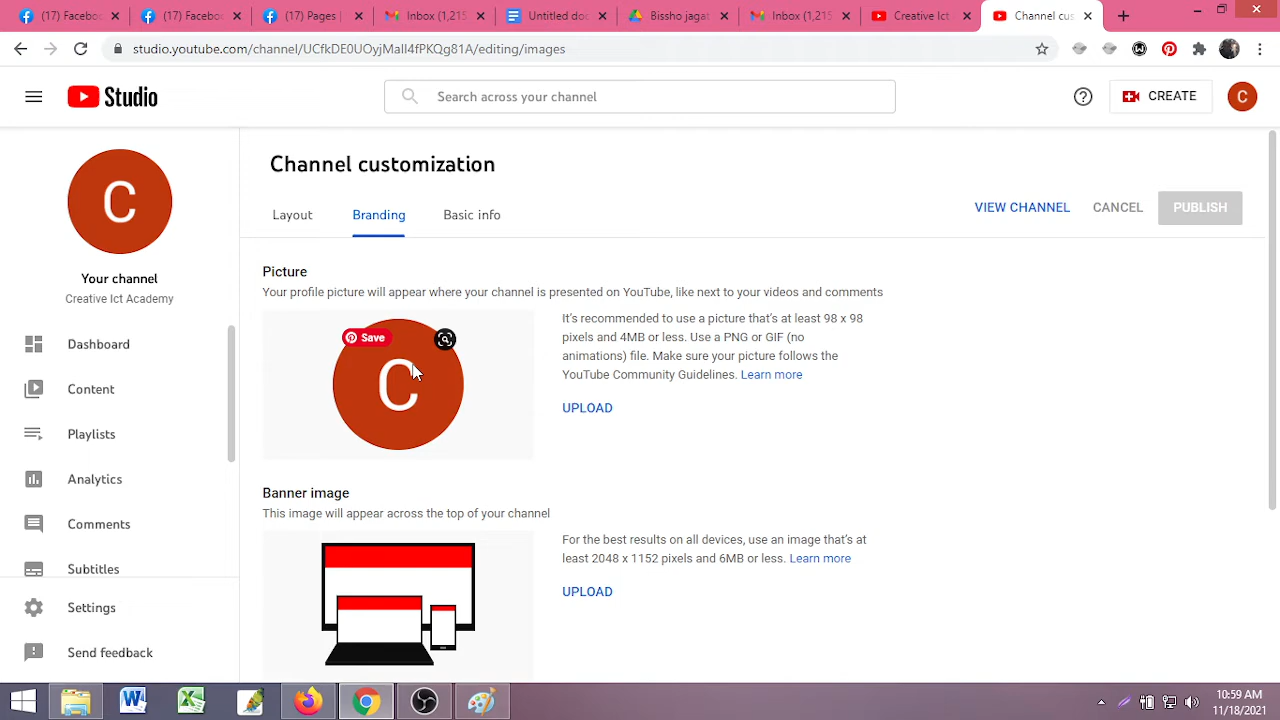 (17) Faceboc
(17) Faceboc
(17) Pages
Inbox (1,215
Untitled doc
Bissho jagat
Inbox (1,215
Creative Ict
Channel cus
studio.youtube.com/channel/UCfkDE0UOyjMall4fPKQg81A/editing/images
Studio
Search across your channel
CREATE
C
C
Your channel
Creative Ict Academy
Dashboard
Content
Playlists
Analytics
Comments
Subtitles
Settings
Send feedback
Channel customization
Layout
Branding
Basic info
VIEW CHANNEL
CANCEL
PUBLISH
Picture
Your profile picture will appear where your channel is presented on YouTube, like next to your videos and comments
Save
C
It's recommended to use a picture that's at least 98 x 98
pixels and 4MB or less. Use a PNG or GIF (no
animations) file. Make sure your picture follows the
YouTube Community Guidelines. Learn more
UPLOAD
Banner image
This image will appear across the top of your channel
For the best results on all devices, use an image that's at
least 2048 x 1152 pixels and 6MB or less. Learn more
UPLOAD
10:59 AM
11/18/2021